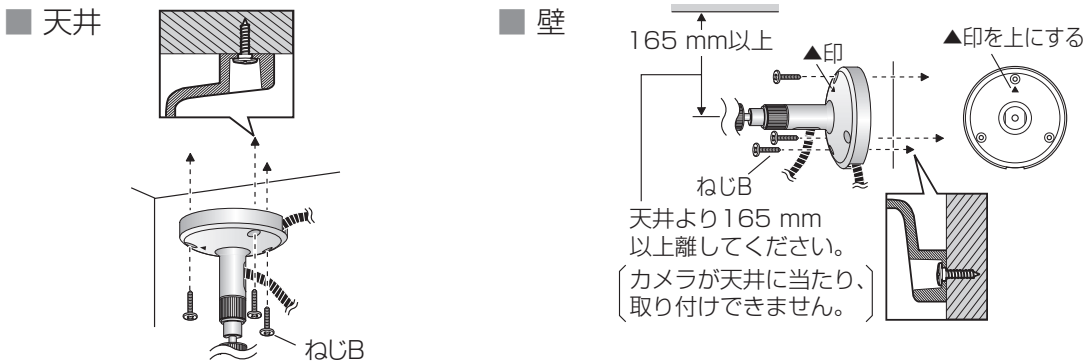 ■ 天井
ねじB
■ 壁
165 mm以上
▲印
▲印を上にする
ねじB
天井より165 mm
以上離してください。
カメラが天井に当たり、
取り付けできません。